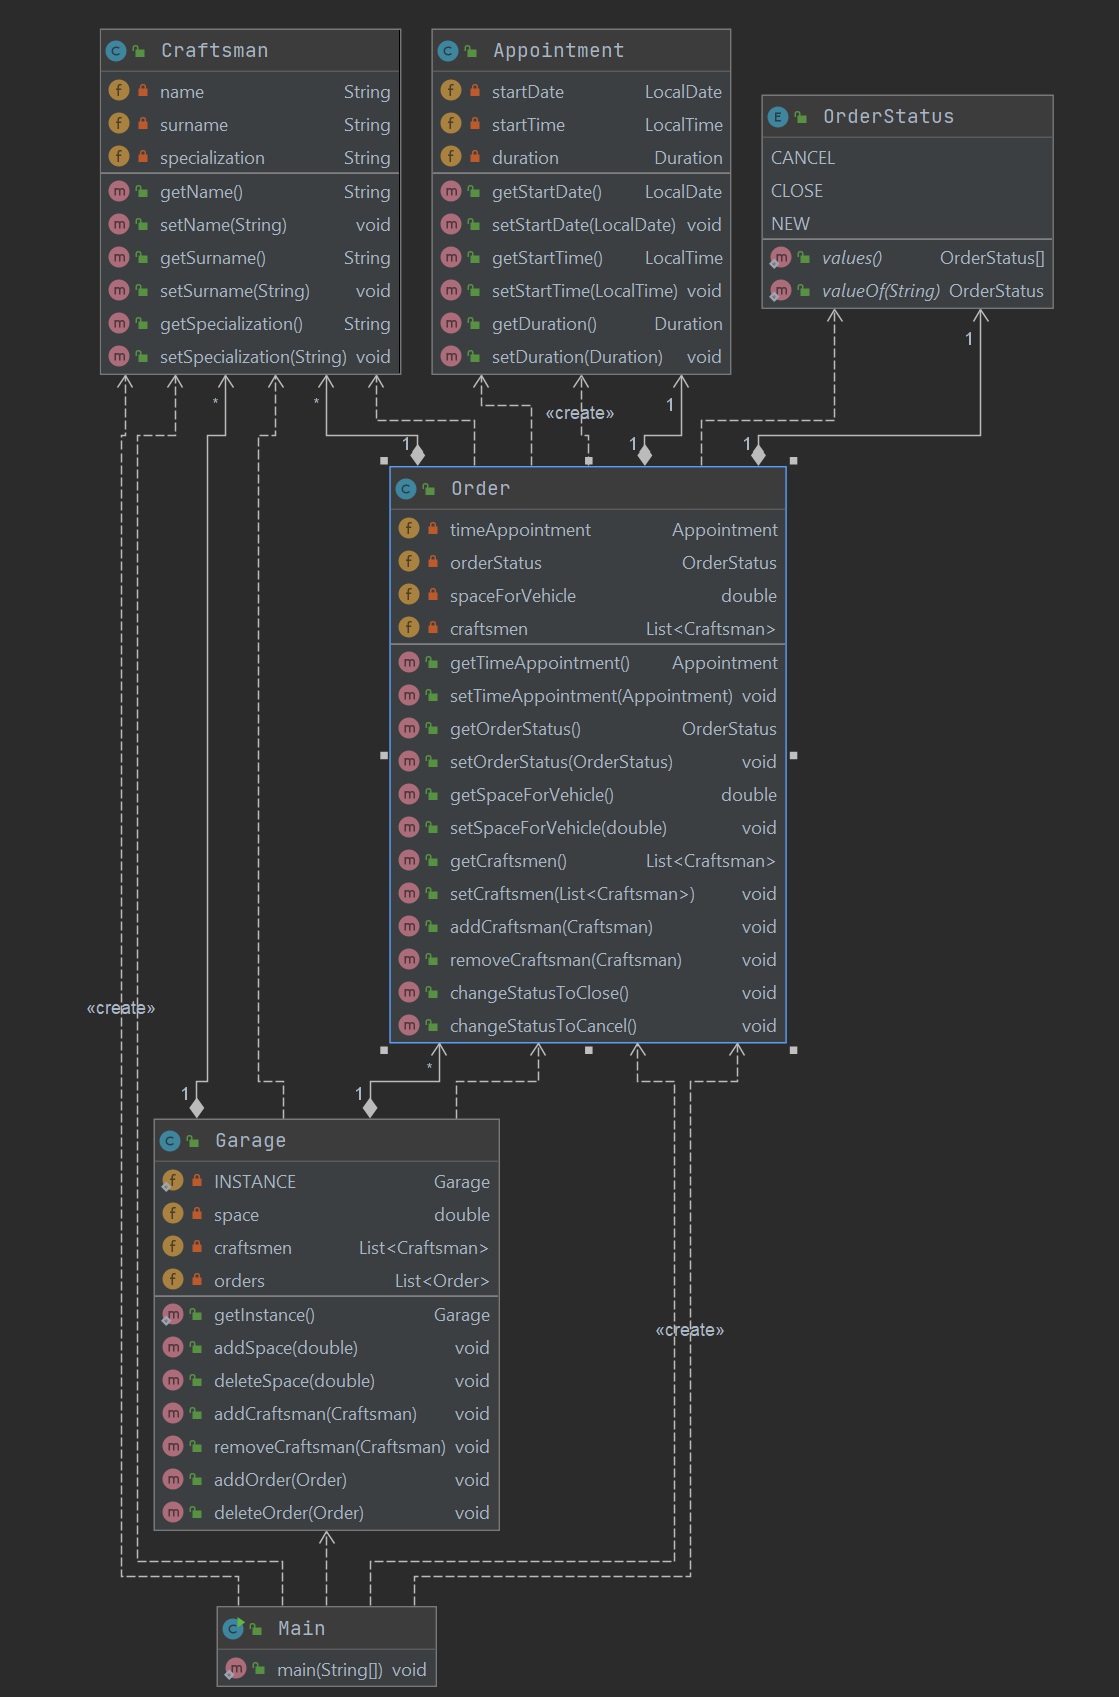 Craftsman
name String
surname String
specialization String
getName() String
setName(String) void
getSurname() String
setSurname(String) void
getSpecialization() String
setSpecialization(String) void
Appointment
startDate LocalDate
startTime LocalTime
duration Duration
getStartDate() LocalDate
setStartDate(LocalDate) void
getStartTime() LocalTime
setStartTime(LocalTime) void
getDuration() Duration
setDuration(Duration) void
OrderStatus
CANCEL
CLOSE
NEW
values() OrderStatus[]
valueOf(String) OrderStatus
1
* *
«create»
1
1 1 1
Order
timeAppointment Appointment
orderStatus OrderStatus
spaceForVehicle double
craftsmen List<Craftsman>
getTimeAppointment() Appointment
setTimeAppointment(Appointment) void
getOrderStatus() OrderStatus
setOrderStatus(OrderStatus) void
getSpaceForVehicle() double
setSpaceForVehicle(double) void
getCraftsmen() List<Craftsman>
setCraftsmen(List<Craftsman>) void
addCraftsman(Craftsman) void
removeCraftsman(Craftsman) void
changeStatusToClose() void
changeStatusToCancel() void
«create»
*
1 1
Garage
INSTANCE Garage
space double
craftsmen List<Craftsman>
orders List<Order>
getInstance() Garage
addSpace(double) void
deleteSpace(double) void
addCraftsman(Craftsman) void
removeCraftsman(Craftsman) void
addOrder(Order) void
deleteOrder(Order) void
«create»
Main
main(String[]) void